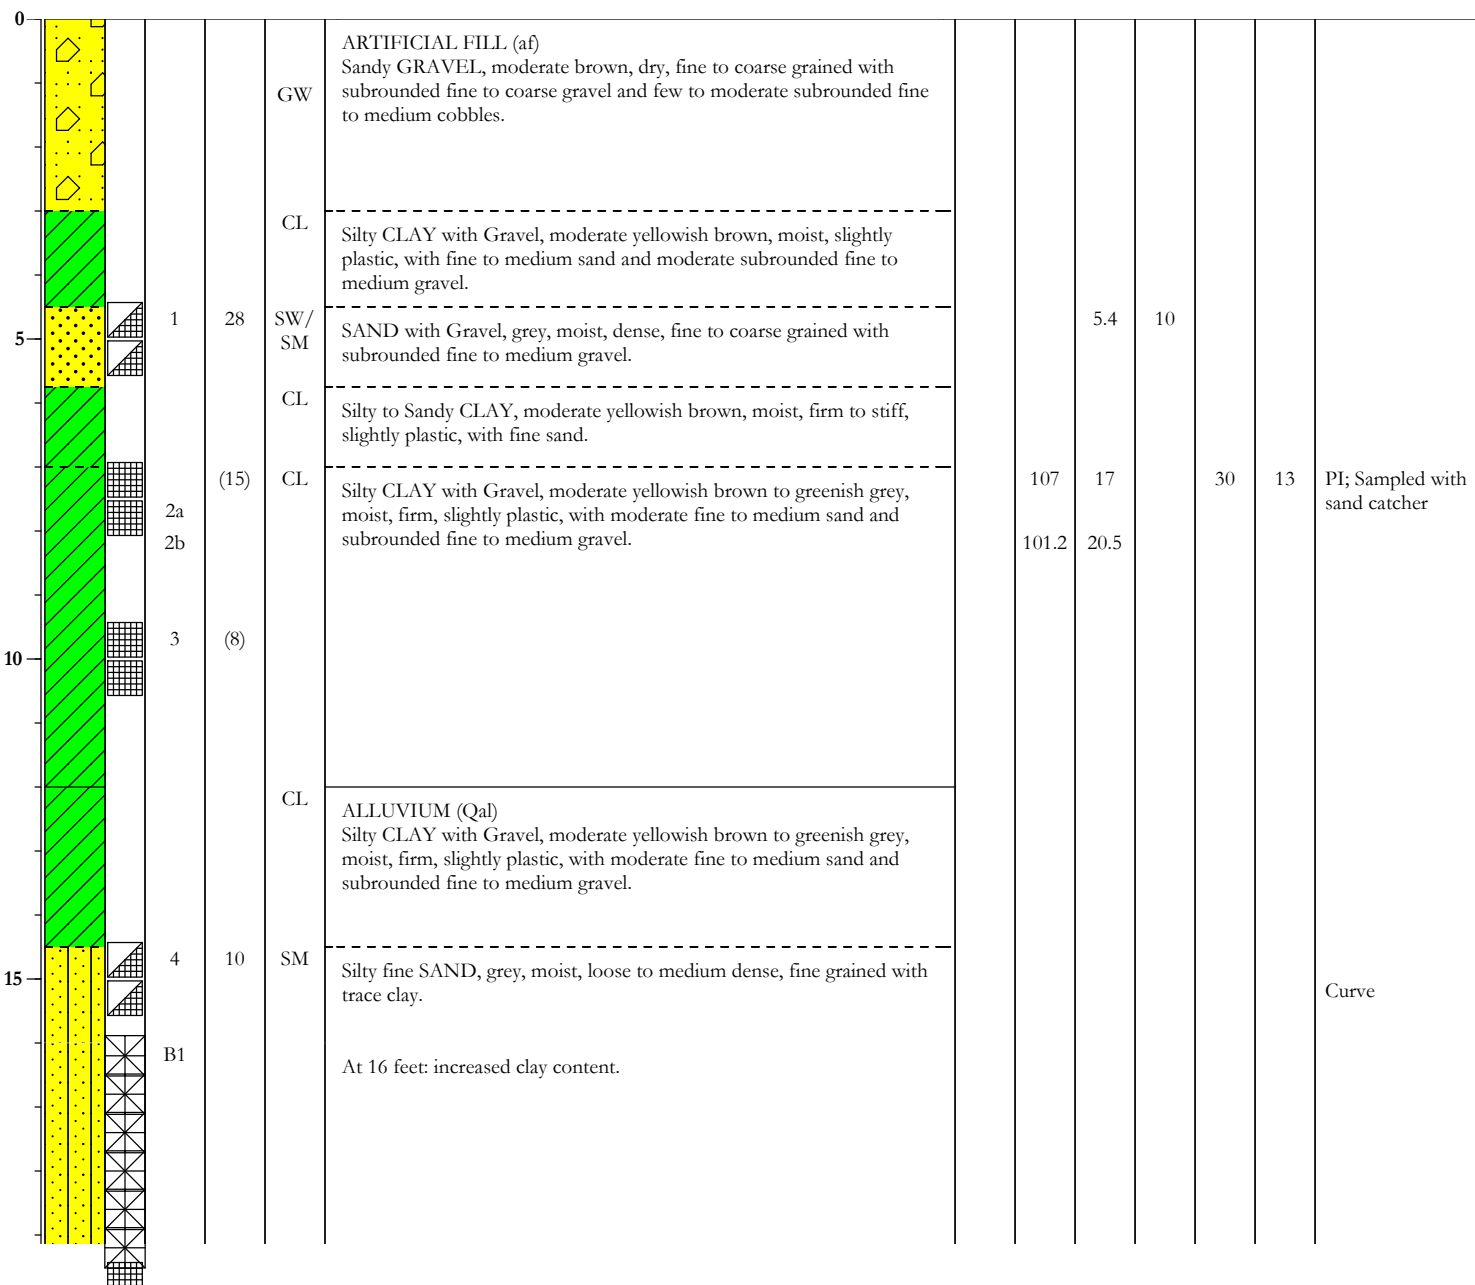 0
ARTIFICIAL FILL (af)
Sandy GRAVEL, moderate brown, dry, fine to coarse grained with
subrounded fine to coarse gravel and few to moderate subrounded fine
to medium cobbles.
GW
CL
Silty CLAY with Gravel, moderate yellowish brown, moist, slightly
plastic, with fine to medium sand and moderate subrounded fine to
medium gravel.
1 28 SW/ 5.4 10
SM
5
SAND with Gravel, grey, moist, dense, fine to coarse grained with
subrounded fine to medium gravel.
CL
Silty to Sandy CLAY, moderate yellowish brown, moist, firm to stiff,
slightly plastic, with fine sand.
(15) CL 107 17 30 13 PI; Sampled with
sand catcher
Silty CLAY with Gravel, moderate yellowish brown to greenish grey,
moist, firm, slightly plastic, with moderate fine to medium sand and
subrounded fine to medium gravel.
2a
2b 101.2 20.5
3 (8)
10
CL
ALLUVIUM (Qal)
Silty CLAY with Gravel, moderate yellowish brown to greenish grey,
moist, firm, slightly plastic, with moderate fine to medium sand and
subrounded fine to medium gravel.
4 10 SM
15
Silty fine SAND, grey, moist, loose to medium dense, fine grained with
trace clay.
Curve
B1
At 16 feet: increased clay content.